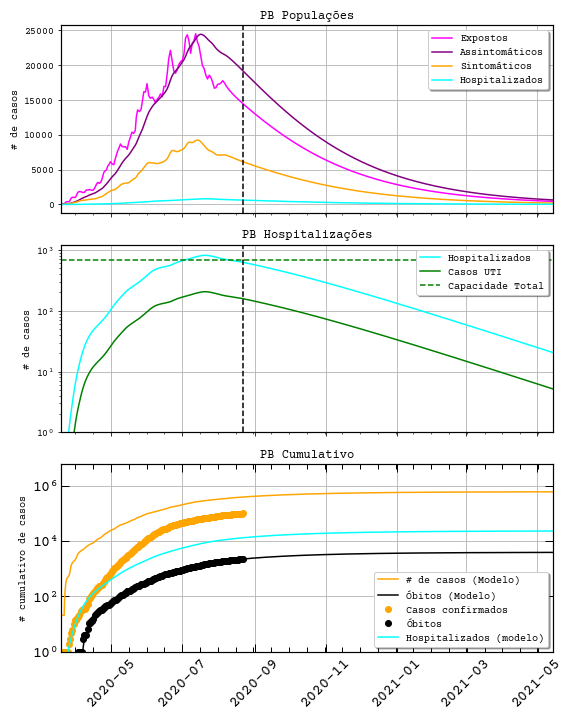 PB Populações
# de casos
25000
20000
15000
10000
5000
0
Expostos
Assintomáticos
Sintomáticos
Hospitalizados
PB Hospitalizações
# de casos
10³
10²
10¹
10⁰
Hospitalizados
Casos UTI
Capacidade Total
PB Cumulativo
# cumulativo de casos
10⁶
10⁴
10²
10⁰
# de casos (Modelo)
Óbitos (Modelo)
Casos confirmados
Óbitos
Hospitalizados (modelo)
2020-05
2020-07
2020-09
2020-11
2021-01
2021-03
2021-05